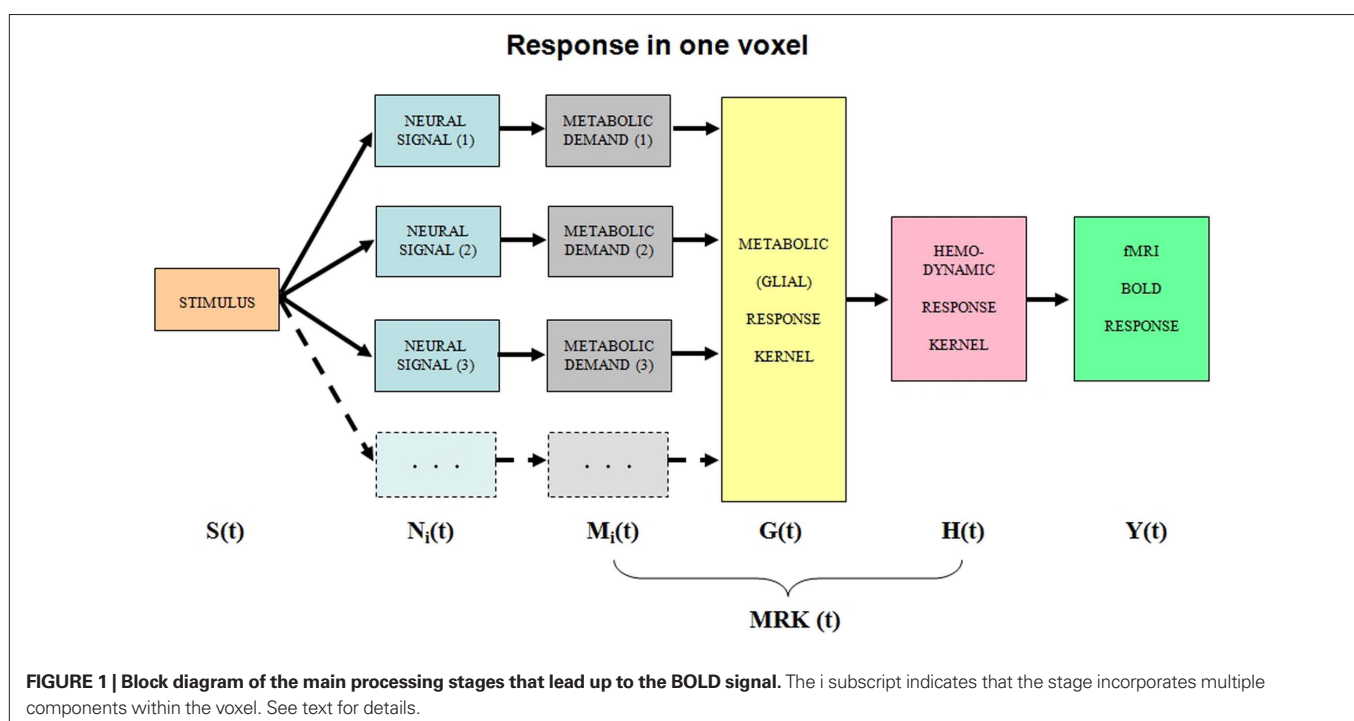 Response in one voxel
NEURAL
SIGNAL (1)
METABOLIC
DEMAND (1)
NEURAL
SIGNAL (2)
METABOLIC
DEMAND (2)
STIMULUS
NEURAL
SIGNAL (3)
METABOLIC
DEMAND (3)
. . .
. . .
METABOLIC
(GLIAL)
RESPONSE
KERNEL
HEMO-
DYNAMIC
RESPONSE
KERNEL
fMRI
BOLD
RESPONSE
S(t) Ni(t) Mi(t) G(t) H(t) Y(t)
MRK (t)
FIGURE 1 | Block diagram of the main processing stages that lead up to the BOLD signal. The i subscript indicates that the stage incorporates multiple
components within the voxel. See text for details.